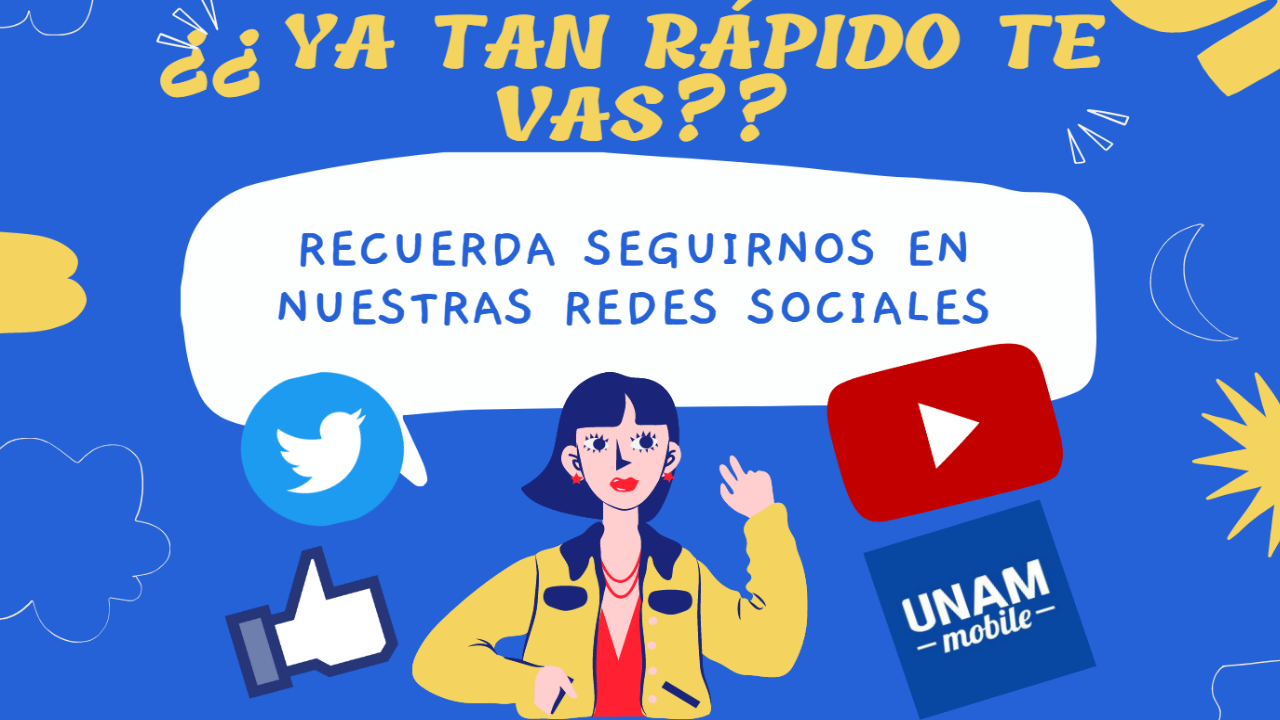 ¿¿YA TAN RÁPIDO TE
VAS??
RECUERDA SEGUIRNOS EN
NUESTRAS REDES SOCIALES
UNAM
mobile